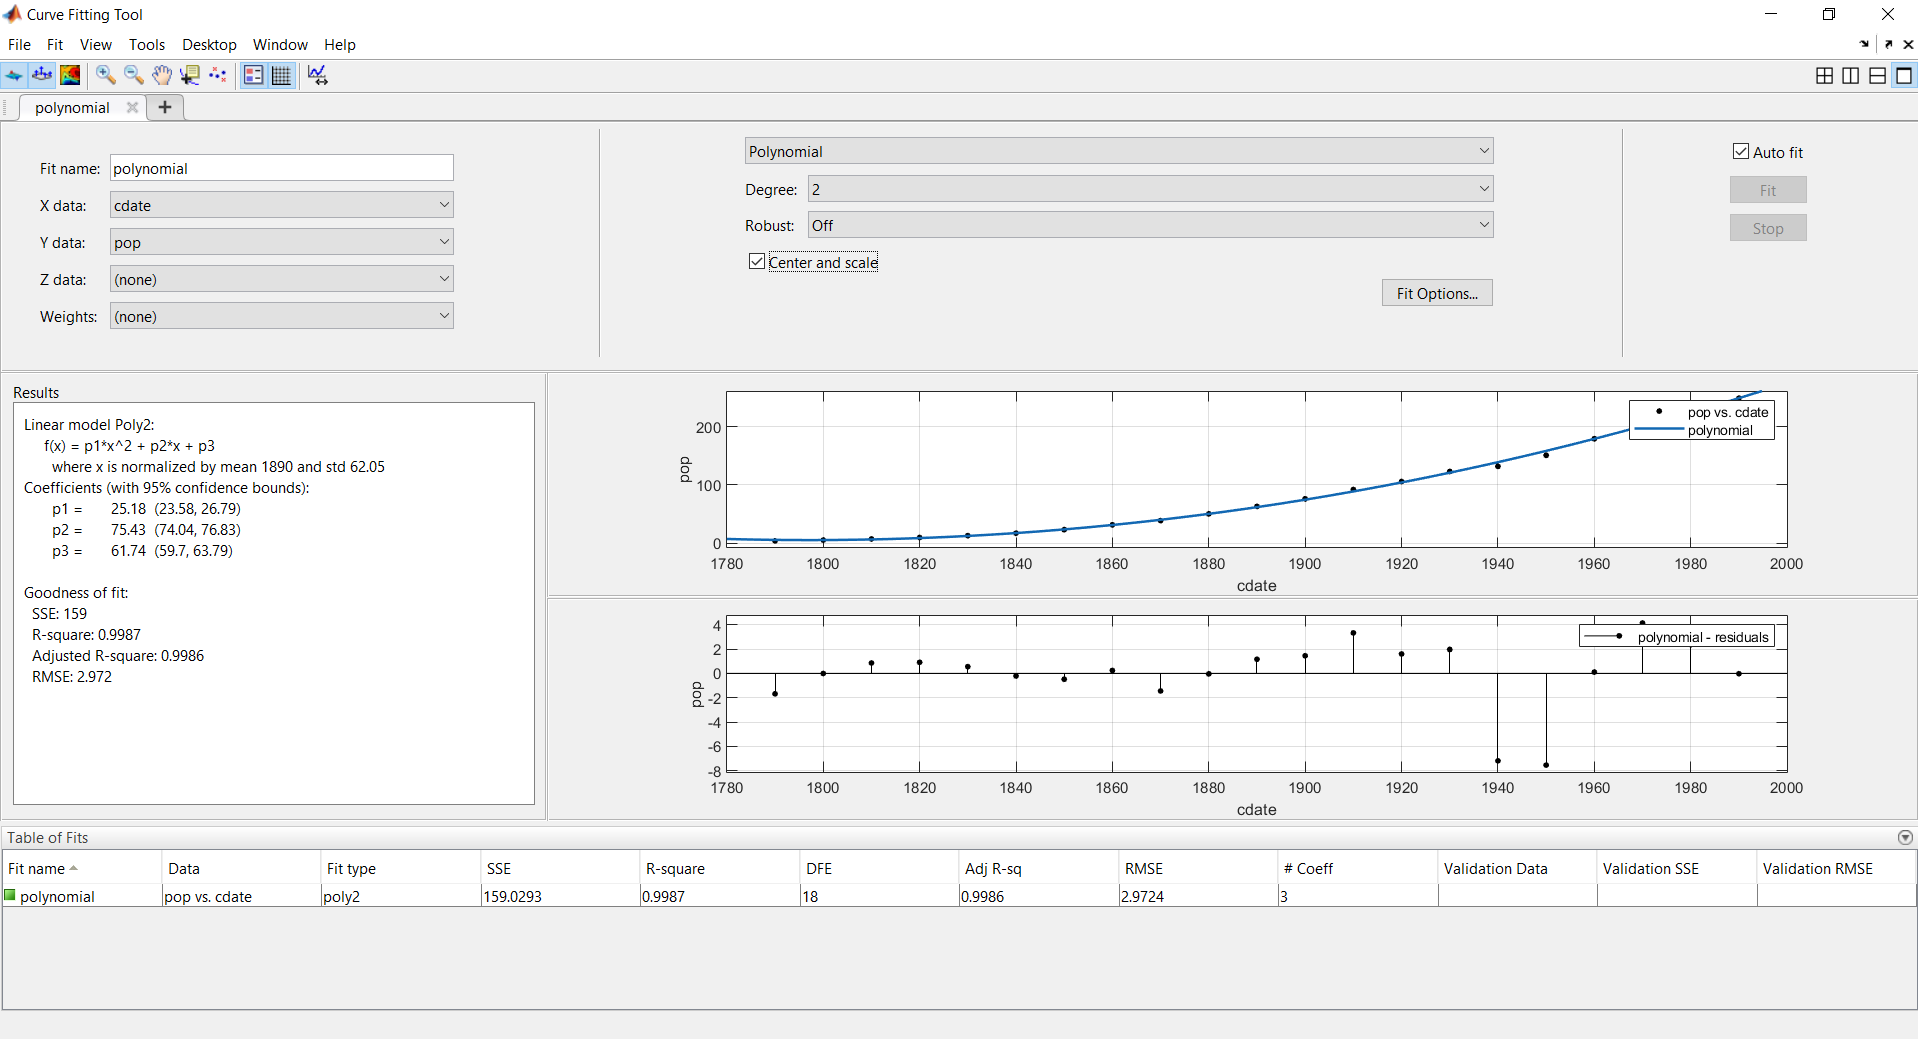 Curve Fitting Tool
File Fit View Tools Desktop Window Help
polynomial
Fit name: polynomial
X data: cdate
Y data: pop
Z data: (none)
Weights: (none)
Polynomial
Degree: 2
Robust: Off
Center and scale
Fit Options...
Auto fit
Fit
Stop
Results
Linear model Poly2:
f(x) = p1*x^2 + p2*x + p3
where x is normalized by mean 1890 and std 62.05
Coefficients (with 95% confidence bounds):
p1 = 25.18 (23.58, 26.79)
p2 = 75.43 (74.04, 76.83)
p3 = 61.74 (59.7, 63.79)
Goodness of fit:
SSE: 159
R-square: 0.9987
Adjusted R-square: 0.9986
RMSE: 2.972
pop
200
100
0
1780 1800 1820 1840 1860 1880 1900 1920 1940 1960 1980 2000
cdate
pop vs. cdate
polynomial
pop
4
2
0
-2
-4
-6
-8
1780 1800 1820 1840 1860 1880 1900 1920 1940 1960 1980 2000
cdate
polynomial - residuals
Table of Fits
Fit name Data Fit type SSE R-square DFE Adj R-sq RMSE # Coeff Validation Data Validation SSE Validation RMSE
polynomial pop vs. cdate poly2 159.0293 0.9987 18 0.9986 2.9724 3